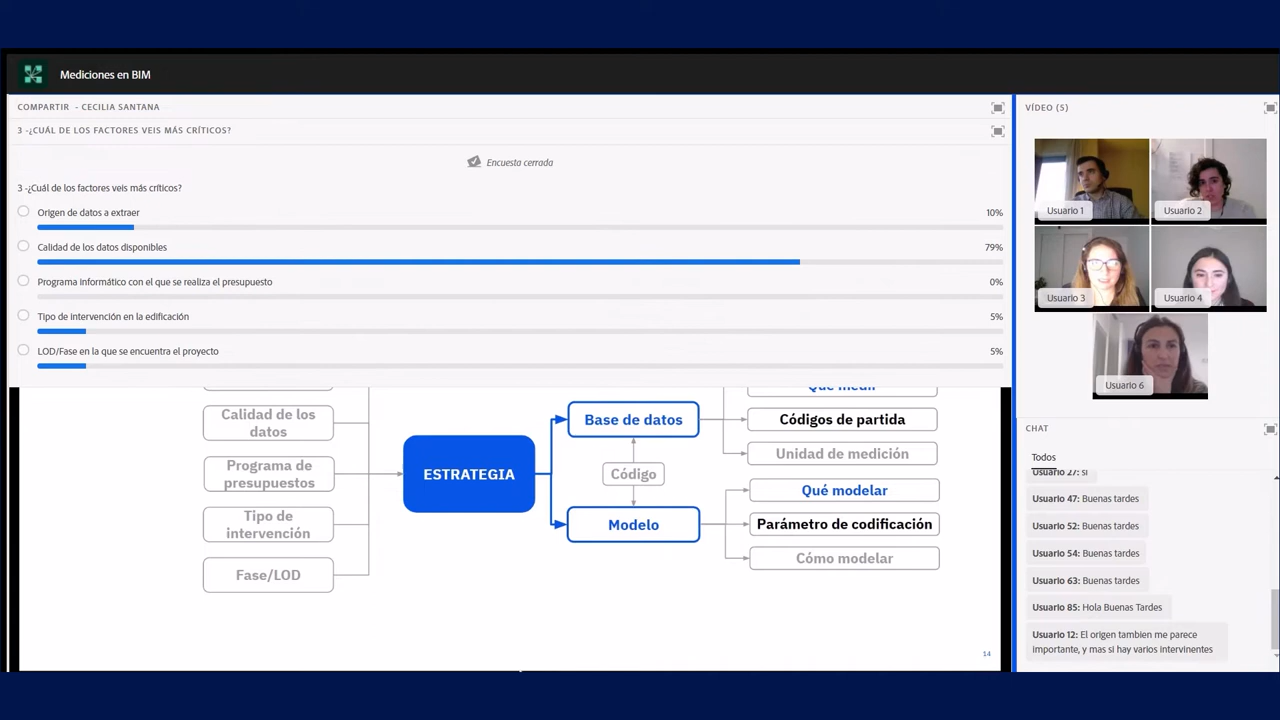 Mediciones en BIM
COMPARTIR - CECILIA SANTANA
3 -¿CUÁL DE LOS FACTORES VEIS MÁS CRÍTICOS?
Encuesta cerrada
3 -¿Cuál de los factores veis más críticos?
Origen de datos a extraer
10%
Calidad de los datos disponibles
79%
Programa informático con el que se realiza el presupuesto
0%
Tipo de intervención en la edificación
5%
LOD/Fase en la que se encuentra el proyecto
5%
Calidad de los
datos
Programa de
presupuestos
Tipo de
intervención
Fase/LOD
ESTRATEGIA
Base de datos
Código
Modelo
Qué medir
Códigos de partida
Unidad de medición
Qué modelar
Parámetro de codificación
Cómo modelar
14
VÍDEO (5)
Usuario 1
Usuario 2
Usuario 3
Usuario 4
Usuario 6
CHAT
Todos
Usuario 27: si
Usuario 47: Buenas tardes
Usuario 52: Buenas tardes
Usuario 54: Buenas tardes
Usuario 63: Buenas tardes
Usuario 85: Hola Buenas Tardes
Usuario 12: El origen tambien me parece
importante, y mas si hay varios intervinentes